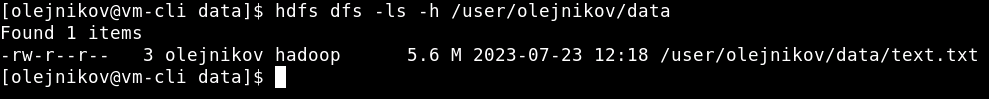 [olejnikov@vm-cli data]$ hdfs dfs -ls -h /user/olejnikov/data
Found 1 items
-rw-r--r--   3 olejnikov hadoop      5.6 M 2023-07-23 12:18 /user/olejnikov/data/text.txt
[olejnikov@vm-cli data]$